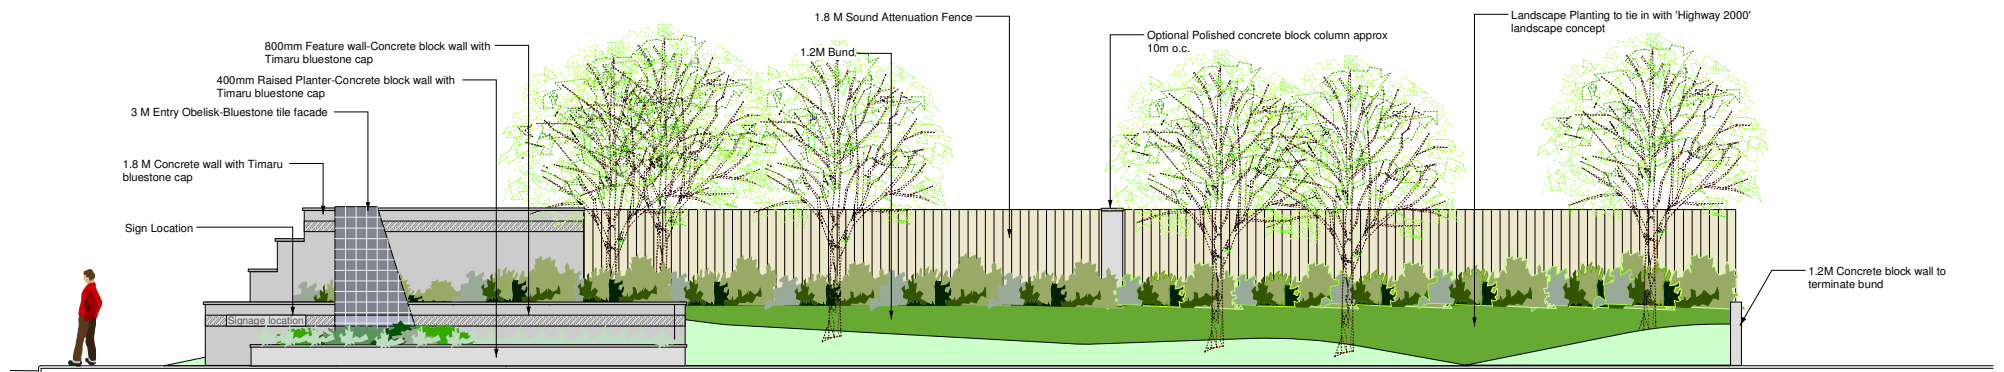 1.8 M Sound Attenuation Fence
Landscape Planting to tie in with 'Highway 2000'
landscape concept
Optional Polished concrete block column approx
10m o.c.
800mm Feature wall-Concrete block wall with
Timaru bluestone cap
1.2M Bund
400mm Raised Planter-Concrete block wall with
Timaru bluestone cap
3 M Entry Obelisk-Bluestone tile facade
1.8 M Concrete wall with Timaru
bluestone cap
Sign Location
1.2M Concrete block wall to
terminate bund
Signage location